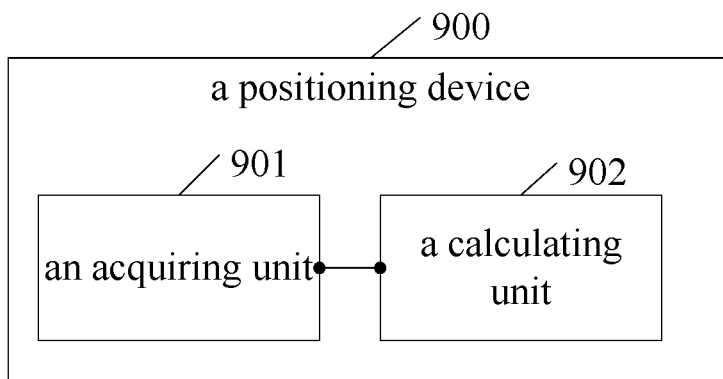 900
a positioning device
901
902
an acquiring unit
a calculating
unit